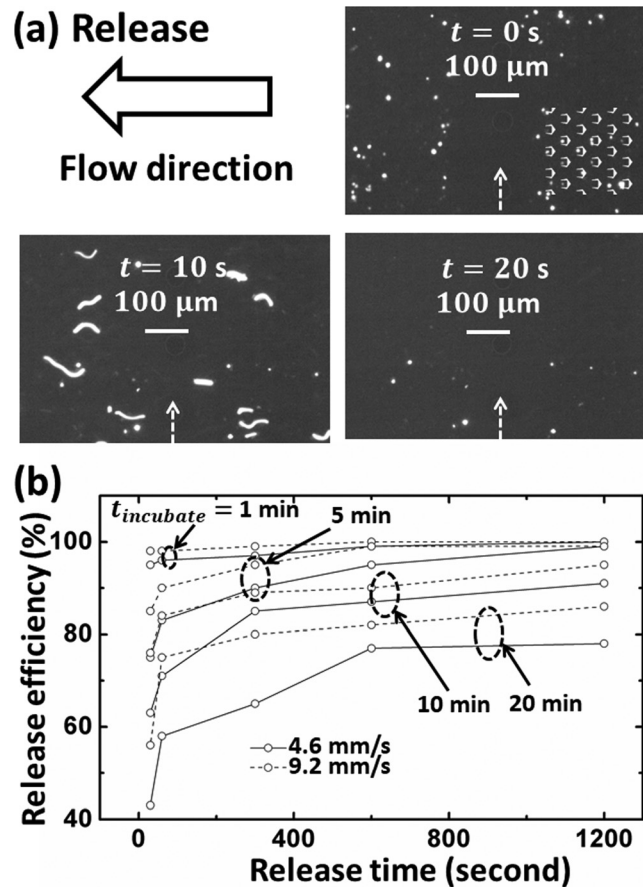 (a) Release
Flow direction
t = 0 s
100 μm
t = 10 s
100 μm
t = 20 s
100 μm
(b)
Release efficiency (%)
100
80
60
40
t_incubate = 1 min
5 min
10 min
20 min
4.6 mm/s
9.2 mm/s
0
400
800
1200
Release time (second)